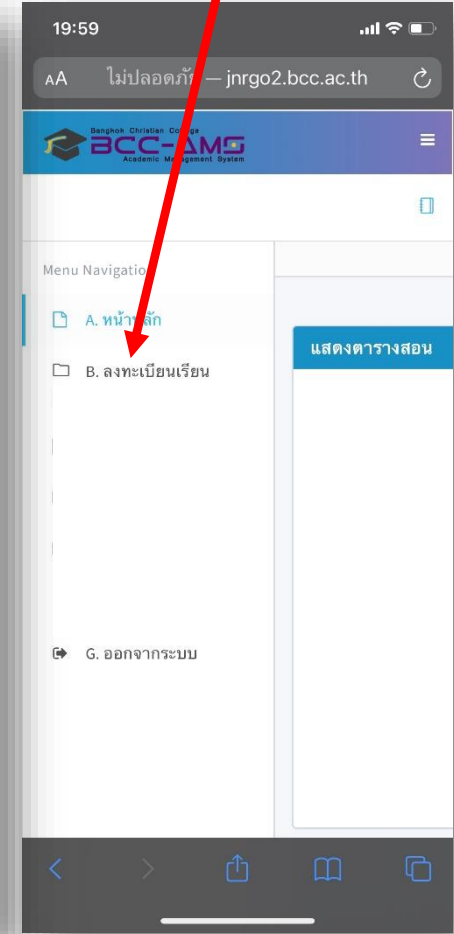 19:59
AA ไม่ปลอดภัย — jnrgo2.bcc.ac.th
Bangkok Christian College
BCC-AMS
Academic Management System
Menu Navigation
A. หน้าหลัก
แสดงตารางสอน
B. ลงทะเบียนเรียน
G. ออกจากระบบ